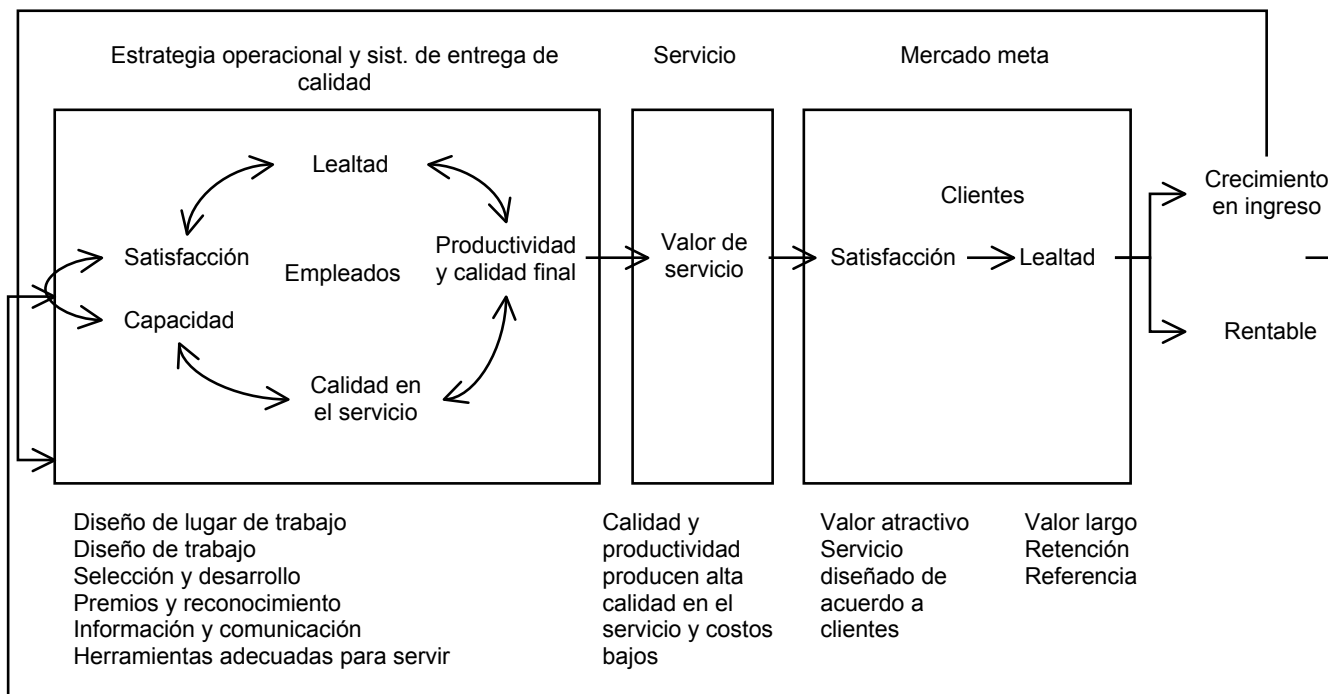 Estrategia operacional y sist. de entrega de
calidad
Servicio
Mercado meta
Lealtad
Satisfacción
Empleados
Productividad
y calidad final
Capacidad
Calidad en
el servicio
Valor de
servicio
Clientes
Satisfacción
Lealtad
Crecimiento
en ingreso
Rentable
Diseño de lugar de trabajo
Diseño de trabajo
Selección y desarrollo
Premios y reconocimiento
Información y comunicación
Herramientas adecuadas para servir
Calidad y
productividad
producen alta
calidad en el
servicio y costos
bajos
Valor atractivo
Servicio
diseñado de
acuerdo a
clientes
Valor largo
Retención
Referencia